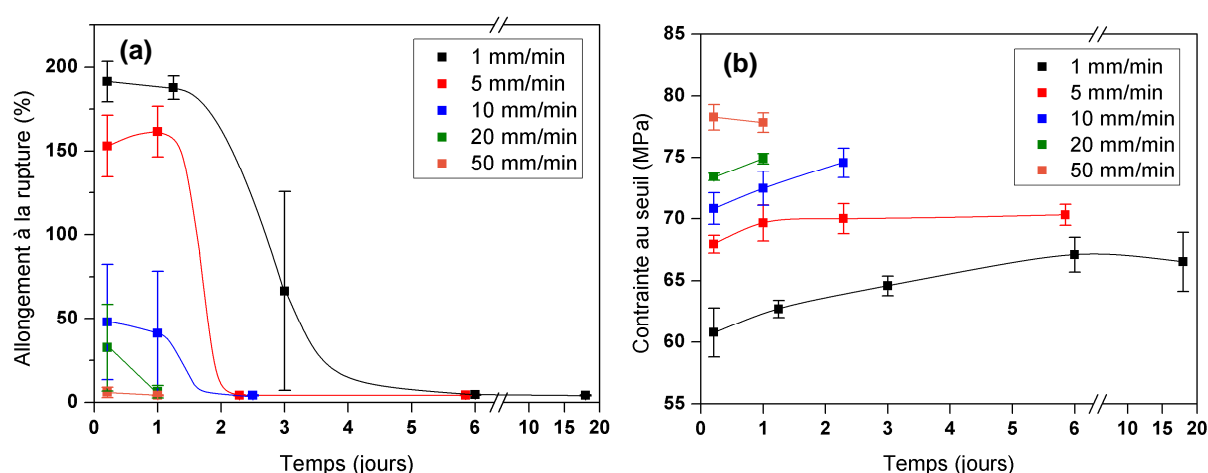 (a)
Allongement à la rupture (%)
200
150
100
50
0
0 1 2 3 4 5 6 10 20
Temps (jours)
1 mm/min
5 mm/min
10 mm/min
20 mm/min
50 mm/min
(b)
Contrainte au seuil (MPa)
85
80
75
70
65
60
55
0 1 2 3 4 5 6 10 20
Temps (jours)
1 mm/min
5 mm/min
10 mm/min
20 mm/min
50 mm/min